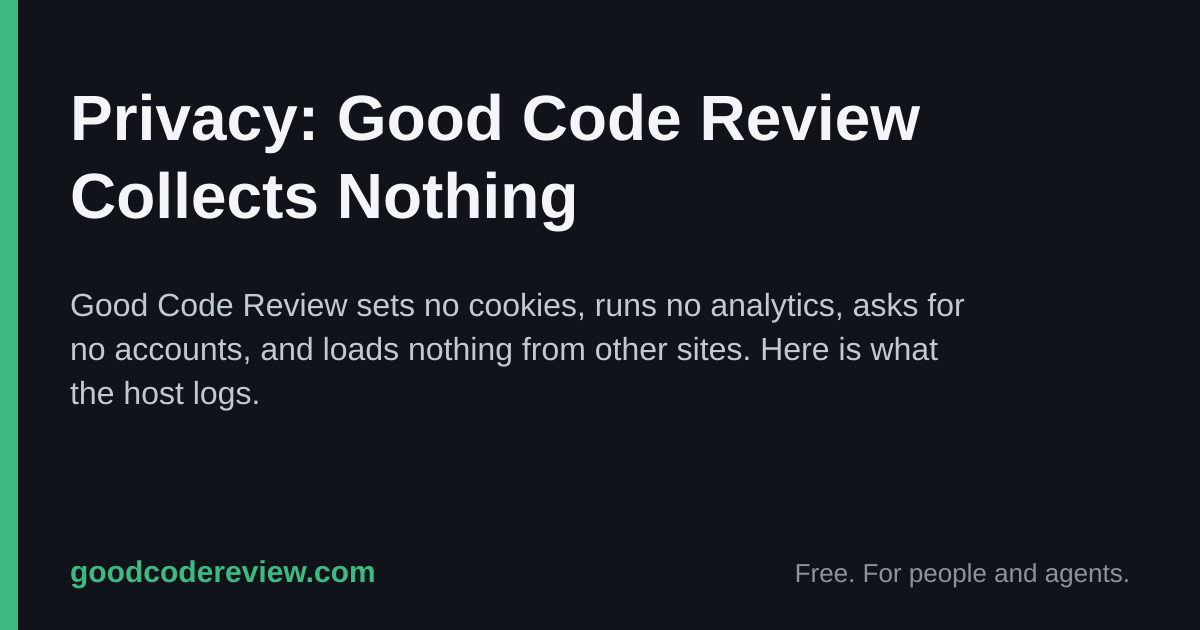 Privacy: Good Code Review
Collects Nothing
Good Code Review sets no cookies, runs no analytics, asks for
no accounts, and loads nothing from other sites. Here is what
the host logs.
goodcodereview.com
Free. For people and agents.